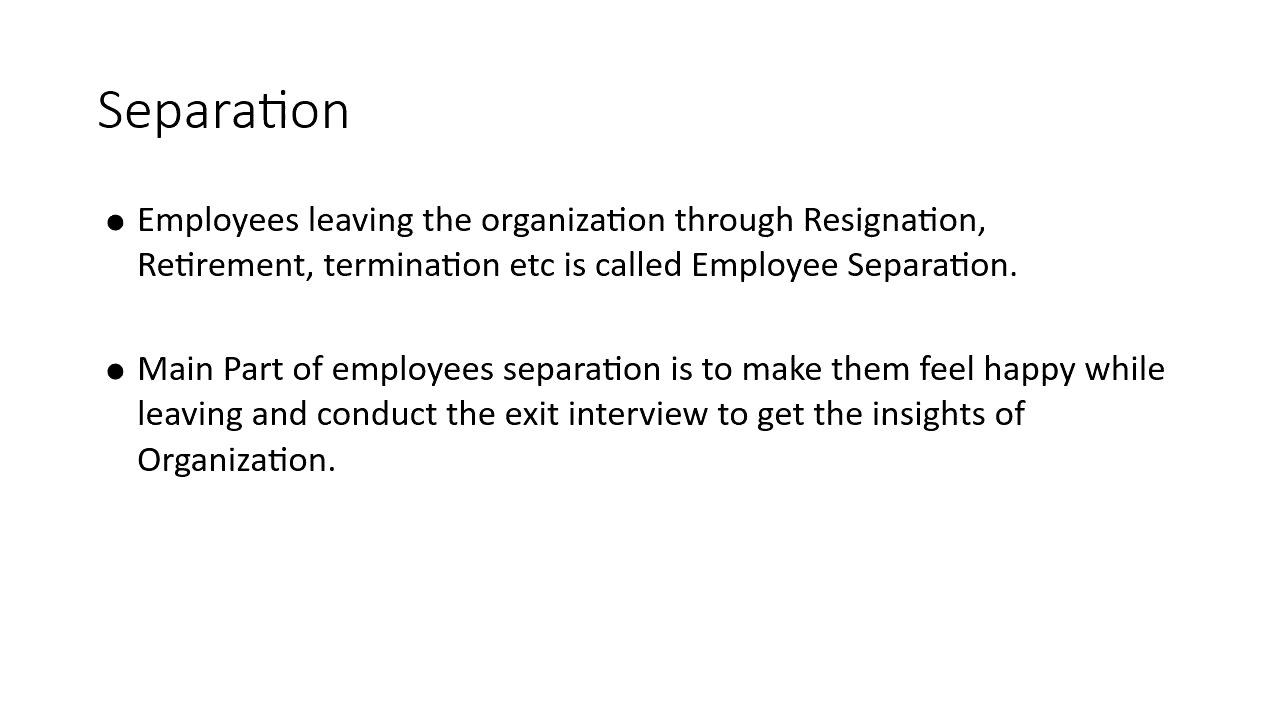 Separation
● Employees leaving the organization through Resignation,
Retirement, termination etc is called Employee Separation.
● Main Part of employees separation is to make them feel happy while
leaving and conduct the exit interview to get the insights of
Organization.